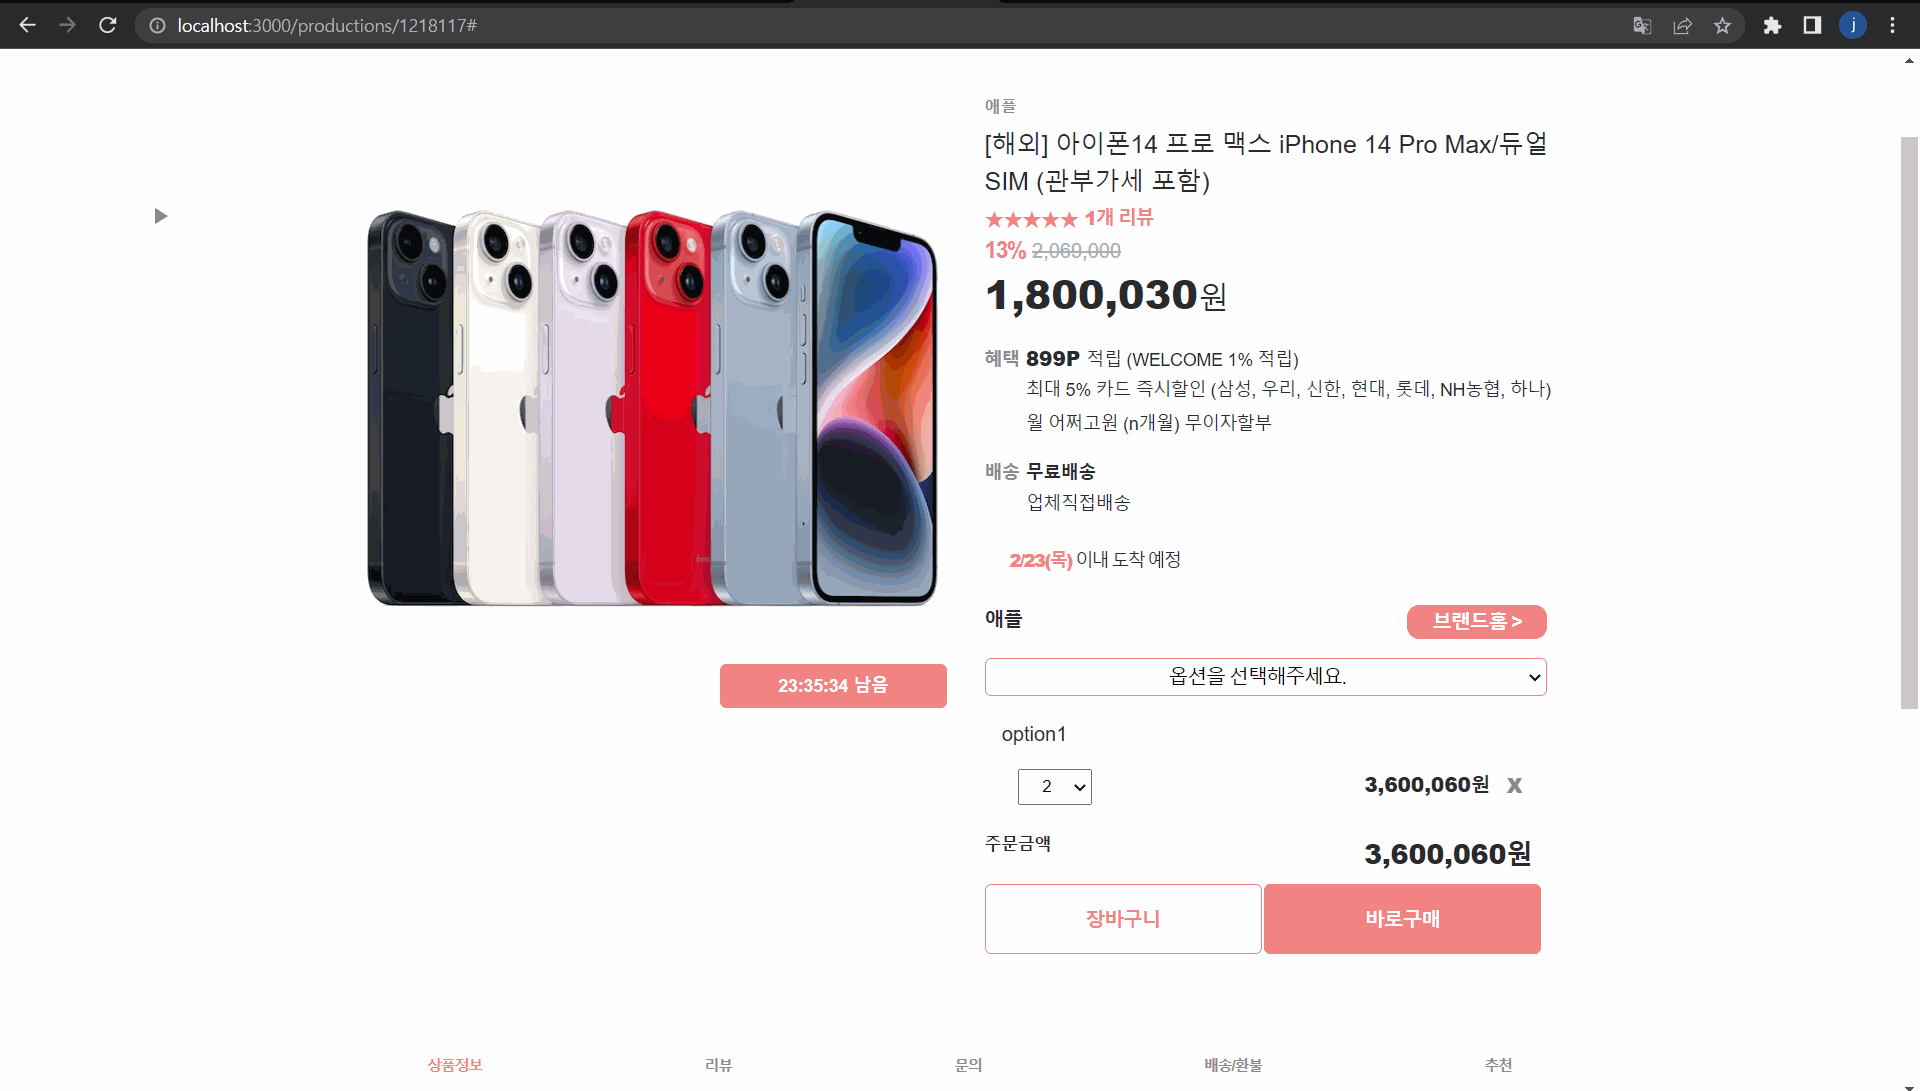 localhost:3000/productions/1218117#
j
애플
[해외] 아이폰14 프로 맥스 iPhone 14 Pro Max/듀얼
SIM (관부가세 포함)
★★★★★ 1개 리뷰
13% 2,069,000
1,800,030원
혜택 899P 적립 (WELCOME 1% 적립)
최대 5% 카드 즉시할인 (삼성, 우리, 신한, 현대, 롯데, NH농협, 하나)
월 어쩌고원 (n개월) 무이자할부
배송 무료배송
업체직접배송
2/23(목) 이내 도착 예정
애플 브랜드홈 >
23:35:34 남음
옵션을 선택해주세요.
option1
2 3,600,060원 X
주문금액 3,600,060원
장바구니 바로구매
상품정보 리뷰 문의 배송/환불 추천